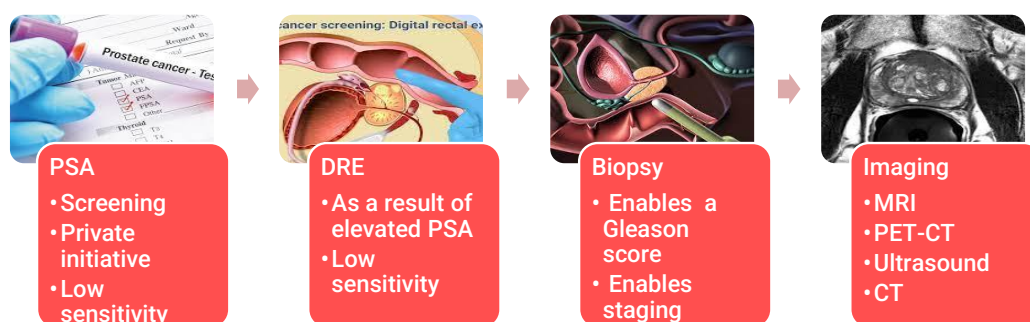 Ward
Request By
Prostate cancer - Tes
Tumor M
AFP
CEA
PSA
FPSA
Other
Thyroid
T3
T4
cancer screening: Digital rectal ex
PSA
•Screening
•Private
initiative
•Low
sensitivity
DRE
•As a result of
elevated PSA
•Low
sensitivity
Biopsy
• Enables a
Gleason
score
• Enables
staging
Imaging
•MRI
•PET-CT
•Ultrasound
•CT